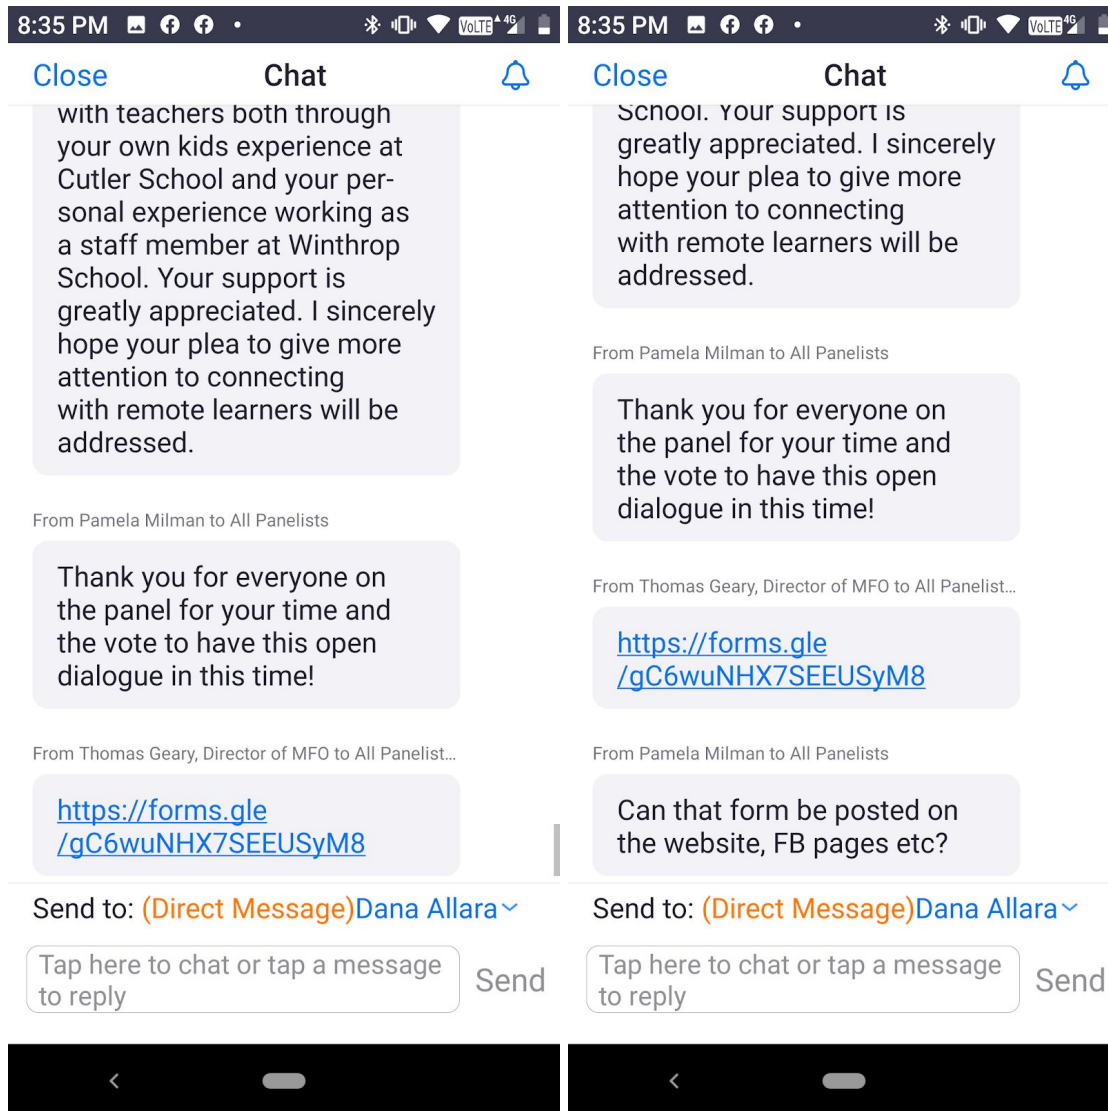 8:35 PM
VoLTE 4G
Close
Chat
with teachers both through
your own kids experience at
Cutler School and your per-
sonal experience working as
a staff member at Winthrop
School. Your support is
greatly appreciated. I sincerely
hope your plea to give more
attention to connecting
with remote learners will be
addressed.
From Pamela Milman to All Panelists
Thank you for everyone on
the panel for your time and
the vote to have this open
dialogue in this time!
From Thomas Geary, Director of MFO to All Panelist...
https://forms.gle
/gC6wuNHX7SEEUSyM8
Send to: (Direct Message)Dana Allara
Tap here to chat or tap a message
to reply
Send
8:35 PM
VoLTE 4G
Close
Chat
School. Your support is
greatly appreciated. I sincerely
hope your plea to give more
attention to connecting
with remote learners will be
addressed.
From Pamela Milman to All Panelists
Thank you for everyone on
the panel for your time and
the vote to have this open
dialogue in this time!
From Thomas Geary, Director of MFO to All Panelist...
https://forms.gle
/gC6wuNHX7SEEUSyM8
From Pamela Milman to All Panelists
Can that form be posted on
the website, FB pages etc?
Send to: (Direct Message)Dana Allara
Tap here to chat or tap a message
to reply
Send